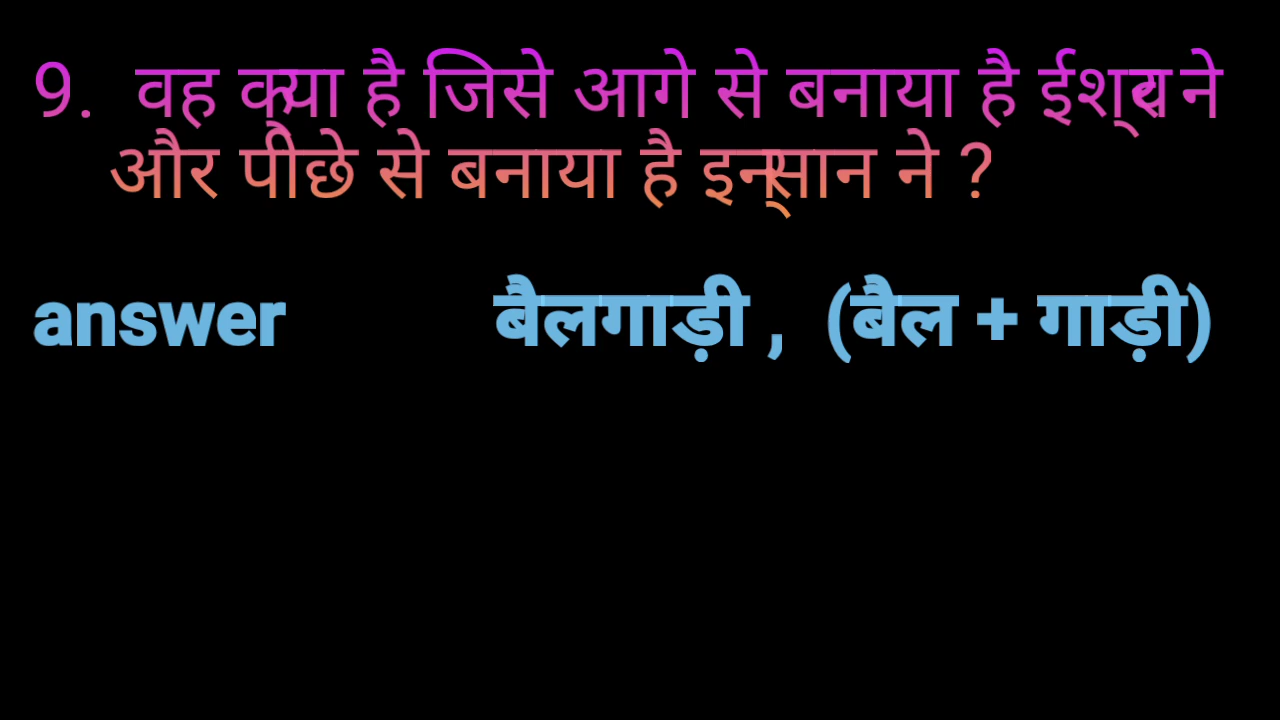 9. वह क्या है जिसे आगे से बनाया है ईश्वर ने
और पीछे से बनाया है इन्सान ने ?
answer बैलगाड़ी , (बैल + गाड़ी)